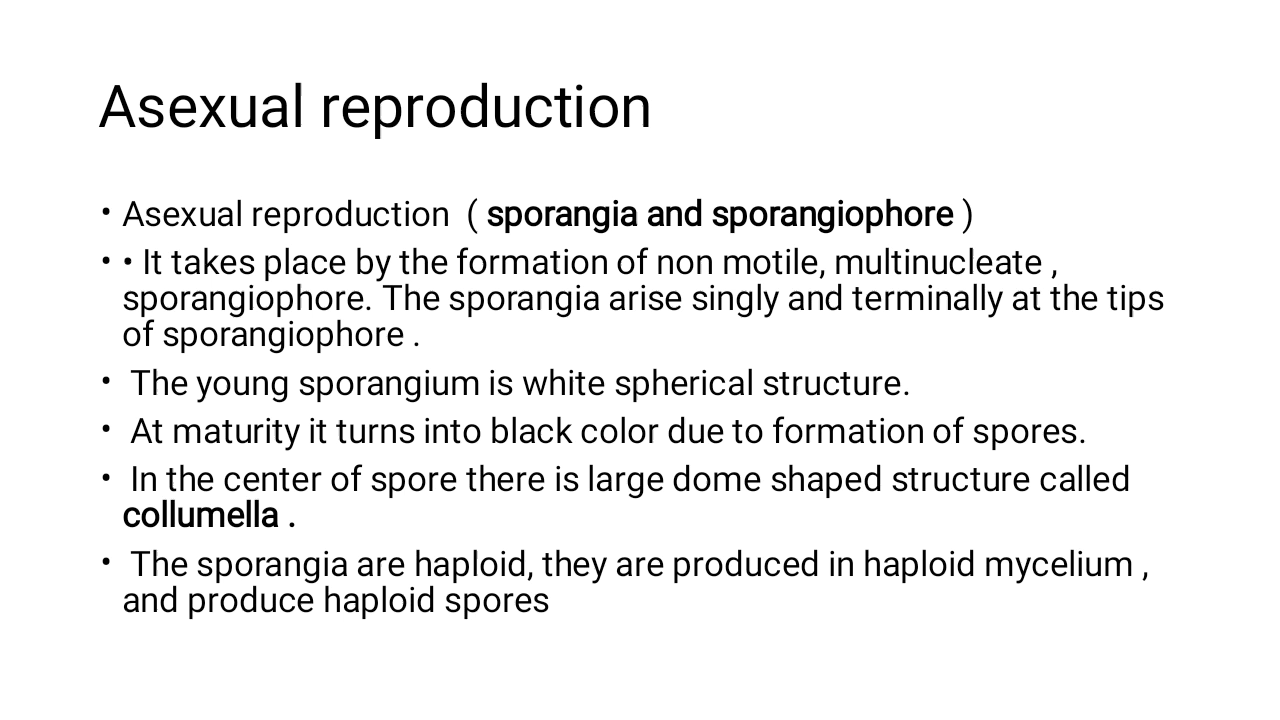 Asexual reproduction
• Asexual reproduction ( sporangia and sporangiophore )
• • It takes place by the formation of non motile, multinucleate ,
sporangiophore. The sporangia arise singly and terminally at the tips
of sporangiophore .
• The young sporangium is white spherical structure.
• At maturity it turns into black color due to formation of spores.
• In the center of spore there is large dome shaped structure called
collumella .
• The sporangia are haploid, they are produced in haploid mycelium ,
and produce haploid spores